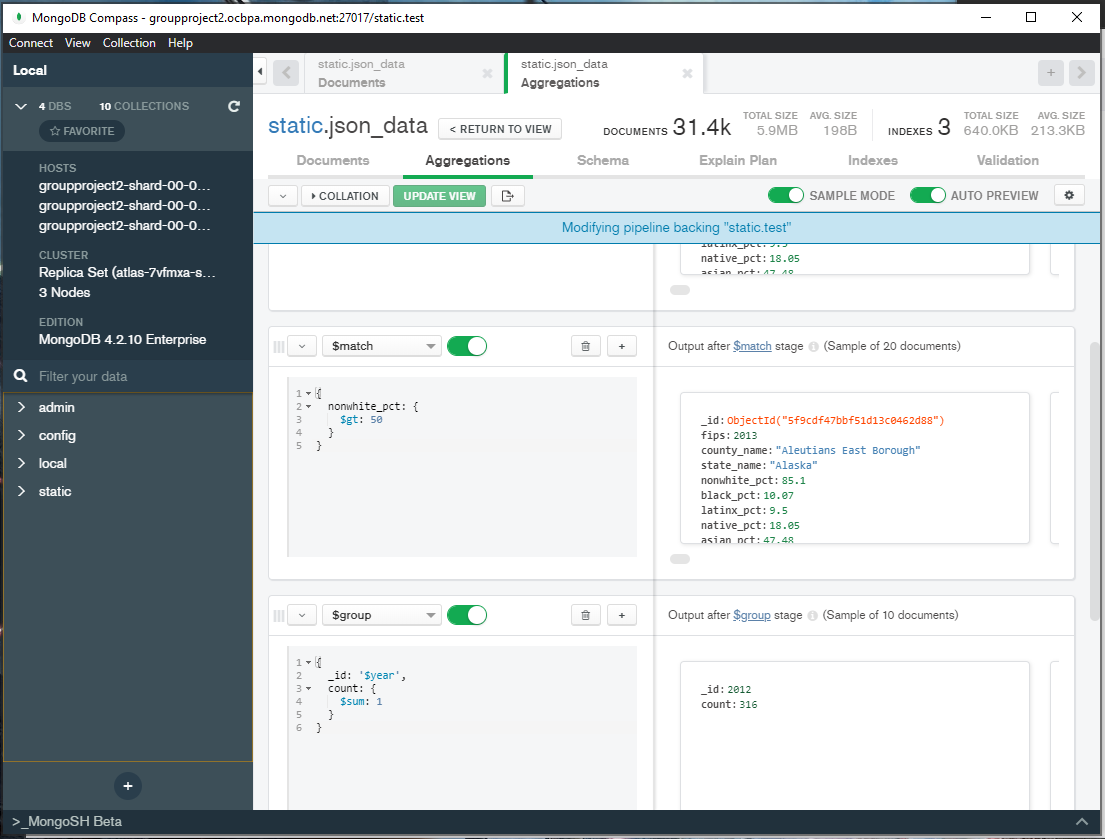 MongoDB Compass - groupproject2.ocbpa.mongodb.net:27017/static.test
Connect View Collection Help
Local
4 DBS 10 COLLECTIONS
FAVORITE
HOSTS
groupproject2-shard-00-0...
groupproject2-shard-00-0...
groupproject2-shard-00-0...
CLUSTER
Replica Set (atlas-7vfmxa-s...
3 Nodes
EDITION
MongoDB 4.2.10 Enterprise
Filter your data
admin
config
local
static
>_MongoSH Beta
static.json_data
Documents
static.json_data
Aggregations
static.json_data
< RETURN TO VIEW
DOCUMENTS 31.4k
TOTAL SIZE
5.9MB
AVG. SIZE
198B
INDEXES 3
TOTAL SIZE
640.0KB
AVG. SIZE
213.3KB
Documents Aggregations Schema Explain Plan Indexes Validation
COLLATION UPDATE VIEW SAMPLE MODE AUTO PREVIEW
Modifying pipeline backing "static.test"
latinx_pct: 9.5
native_pct: 18.05
asian_pct: 47.48
$match
Output after $match stage (Sample of 20 documents)
1 {
2 nonwhite_pct: {
3 $gt: 50
4 }
5 }
_id: ObjectId("5f9cdf47bbf51d13c0462d88")
fips: 2013
county_name: "Aleutians East Borough"
state_name: "Alaska"
nonwhite_pct: 85.1
black_pct: 10.07
latinx_pct: 9.5
native_pct: 18.05
asian_pct: 47.48
$group
Output after $group stage (Sample of 10 documents)
1 {
2 _id: '$year',
3 count: {
4 $sum: 1
5 }
6 }
_id: 2012
count: 316